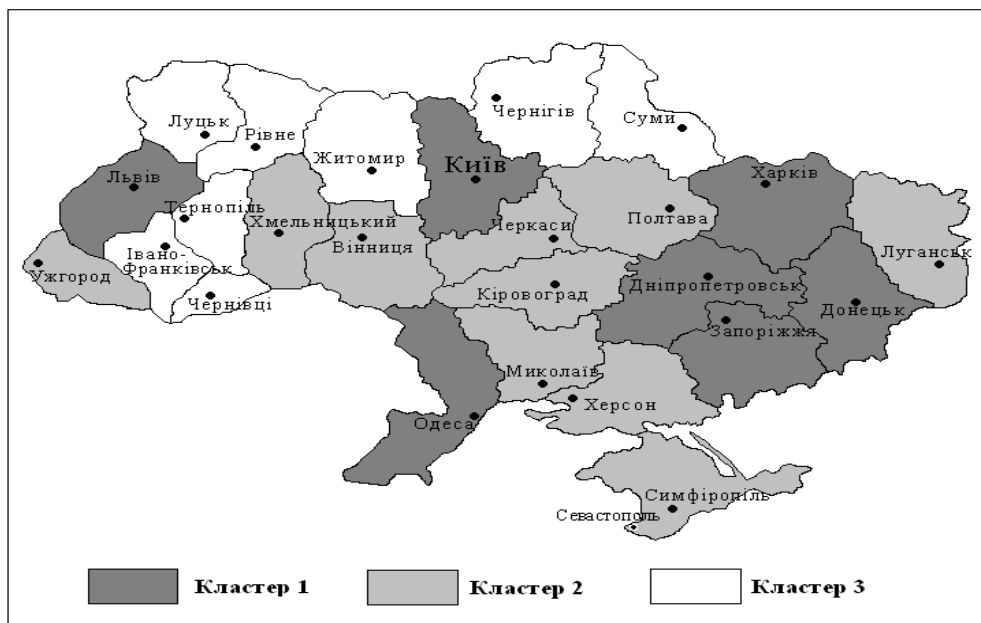 Луцьк
Рівне
Житомир
Київ
Чернігів
Суми
Львів
Тернопіль
Хмельницький
Вінниця
Черкаси
Полтава
Харків
Луганськ
Ужгород
Івано-
Франківськ
Чернівці
Кіровоград
Дніпропетровськ
Донецьк
Запоріжжя
Миколаїв
Херсон
Одеса
Симфіропіль
Севастополь
Кластер 1
Кластер 2
Кластер 3